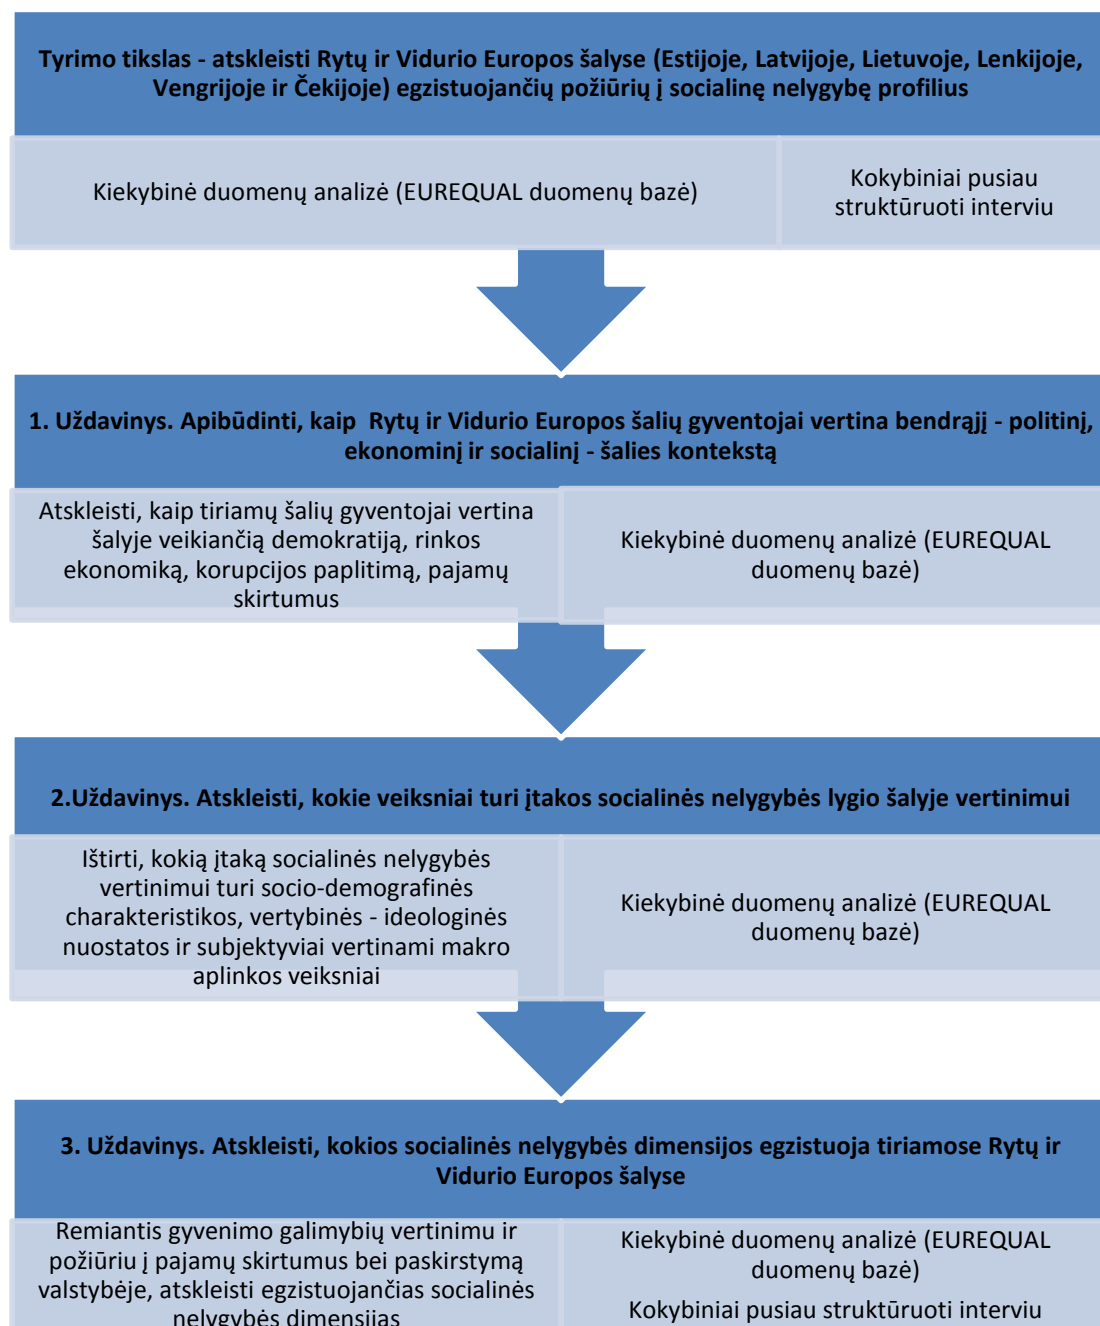 Tyrimo tikslas - atskleisti Rytų ir Vidurio Europos šalyse (Estijoje, Latvijoje, Lietuvoje, Lenkijoje,
Vengrijoje ir Čekijoje) egzistuojančių požiūrių į socialinę nelygybę profilius
Kiekybinė duomenų analizė (EUREQUAL duomenų bazė)
Kokybiniai pusiau
struktūruoti interviu
1. Uždavinys. Apibūdinti, kaip  Rytų ir Vidurio Europos šalių gyventojai vertina bendrąjį - politinį,
ekonominį ir socialinį - šalies kontekstą
Atskleisti, kaip tiriamų šalių gyventojai vertina
šalyje veikiančią demokratiją, rinkos
ekonomiką, korupcijos paplitimą, pajamų
skirtumus
Kiekybinė duomenų analizė (EUREQUAL
duomenų bazė)
2.Uždavinys. Atskleisti, kokie veiksniai turi įtakos socialinės nelygybės lygio šalyje vertinimui
Ištirti, kokią įtaką socialinės nelygybės
vertinimui turi socio-demografinės
charakteristikos, vertybinės - ideologinės
nuostatos ir subjektyviai vertinami makro
aplinkos veiksniai
Kiekybinė duomenų analizė (EUREQUAL
duomenų bazė)
3. Uždavinys. Atskleisti, kokios socialinės nelygybės dimensijos egzistuoja tiriamose Rytų ir
Vidurio Europos šalyse
Remiantis gyvenimo galimybių vertinimu ir
požiūriu į pajamų skirtumus bei paskirstymą
valstybėje, atskleisti egzistuojančias socialinės
nelygybės dimensijas
Kiekybinė duomenų analizė (EUREQUAL
duomenų bazė)
Kokybiniai pusiau struktūruoti interviu